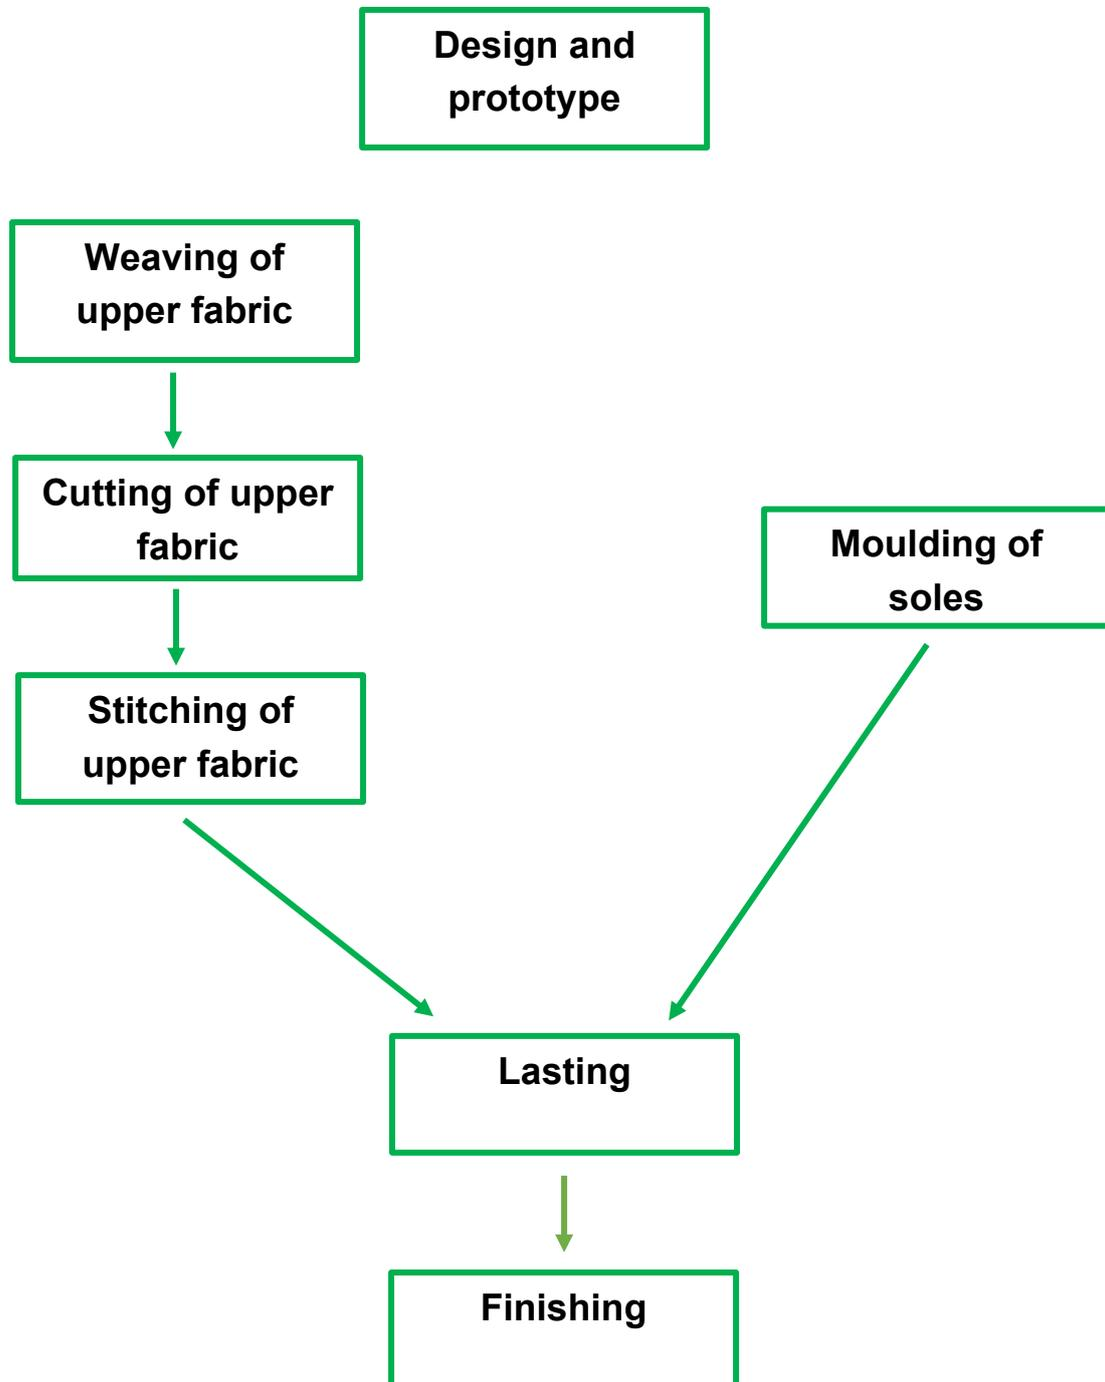 Design and
prototype
Weaving of
upper fabric
Cutting of upper
fabric
Moulding of
soles
Stitching of
upper fabric
Lasting
Finishing